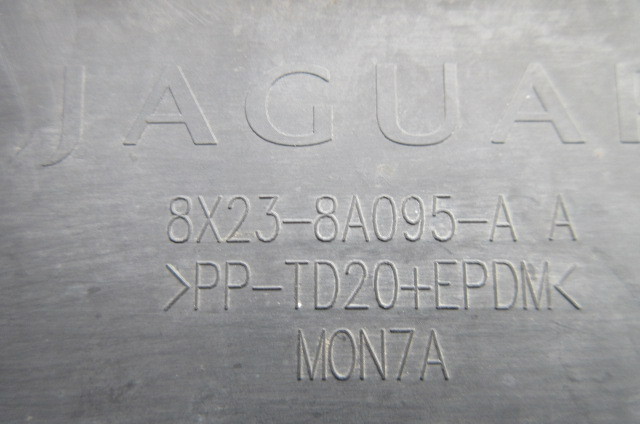 JAGUAR
8X23-8A095-A A
>PP-TD20+EPDM<
MON7A